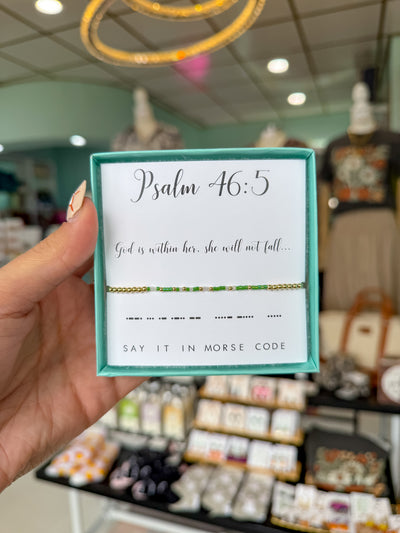 Psalm 46:5
God is within her, she will not fall...
SAY IT IN MORSE CODE